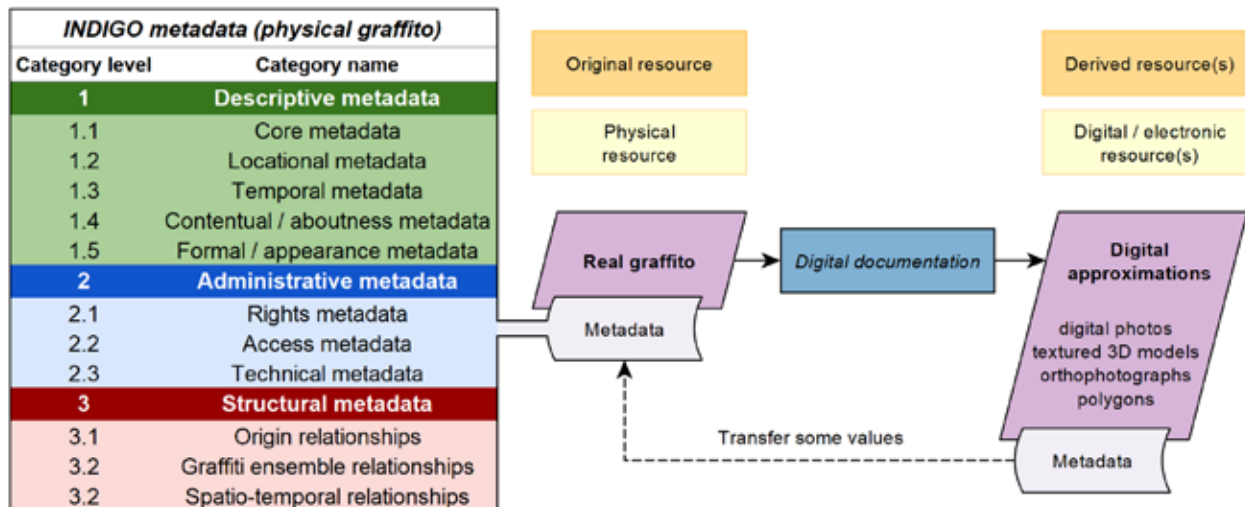 INDIGO metadata (physical graffito)
Category level Category name
1 Descriptive metadata
1.1 Core metadata
1.2 Locational metadata
1.3 Temporal metadata
1.4 Contentual / aboutness metadata
1.5 Formal / appearance metadata
2 Administrative metadata
2.1 Rights metadata
2.2 Access metadata
2.3 Technical metadata
3 Structural metadata
3.1 Origin relationships
3.2 Graffiti ensemble relationships
3.2 Spatio-temporal relationships
Original resource
Physical
resource
Real graffito
Metadata
Digital documentation
Derived resource(s)
Digital / electronic
resource(s)
Digital
approximations
digital photos
textured 3D models
orthophotographs
polygons
Metadata
Transfer some values